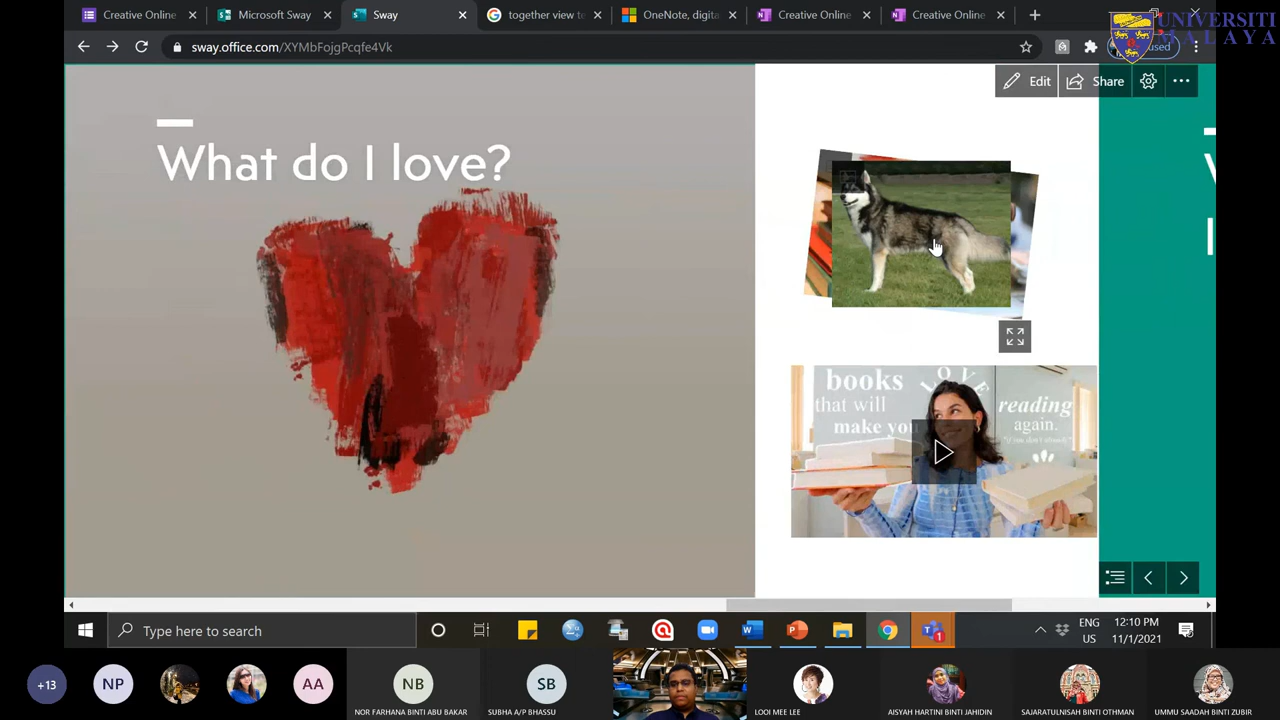 Creative Online
Microsoft Sway
Sway
together view te
OneNote, digita
Creative Online
Creative Online
UNIVERSITI
MALAYA
sway.office.com/XYMbFojgPcqfe4Vk
Edit
Share
What do I love?
books
that will
make you
LOVE
reading
again.
Type here to search
ENG
US
12:10 PM
11/1/2021
1
+13
NP
AA
NB
NOR FARHANA BINTI ABU BAKAR
SB
SUBHA A/P BHASSU
LOOI MEE LEE
AISYAH HARTINI BINTI JAHIDIN
SAJARATULNISAH BINTI OTHMAN
UMMU SAADAH BINTI ZUBIR